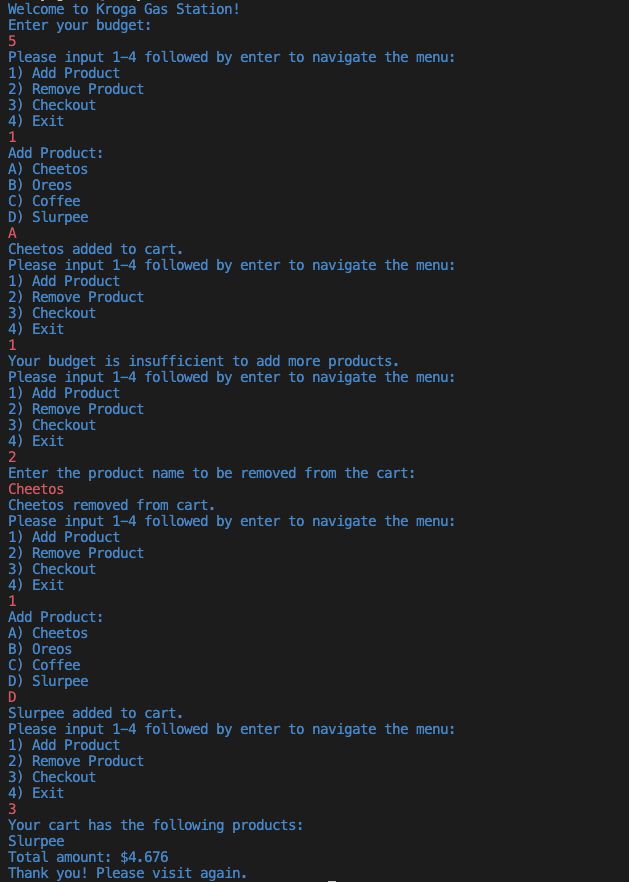 Welcome to Kroga Gas Station!
Enter your budget:
5
Please input 1-4 followed by enter to navigate the menu:
1) Add Product
2) Remove Product
3) Checkout
4) Exit
1
Add Product:
A) Cheetos
B) Oreos
C) Coffee
D) Slurpee
A
Cheetos added to cart.
Please input 1-4 followed by enter to navigate the menu:
1) Add Product
2) Remove Product
3) Checkout
4) Exit
1
Your budget is insufficient to add more products.
Please input 1-4 followed by enter to navigate the menu:
1) Add Product
2) Remove Product
3) Checkout
4) Exit
2
Enter the product name to be removed from the cart:
Cheetos
Cheetos removed from cart.
Please input 1-4 followed by enter to navigate the menu:
1) Add Product
2) Remove Product
3) Checkout
4) Exit
1
Add Product:
A) Cheetos
B) Oreos
C) Coffee
D) Slurpee
D
Slurpee added to cart.
Please input 1-4 followed by enter to navigate the menu:
1) Add Product
2) Remove Product
3) Checkout
4) Exit
3
Your cart has the following products:
Slurpee
Total amount: $4.676
Thank you! Please visit again.